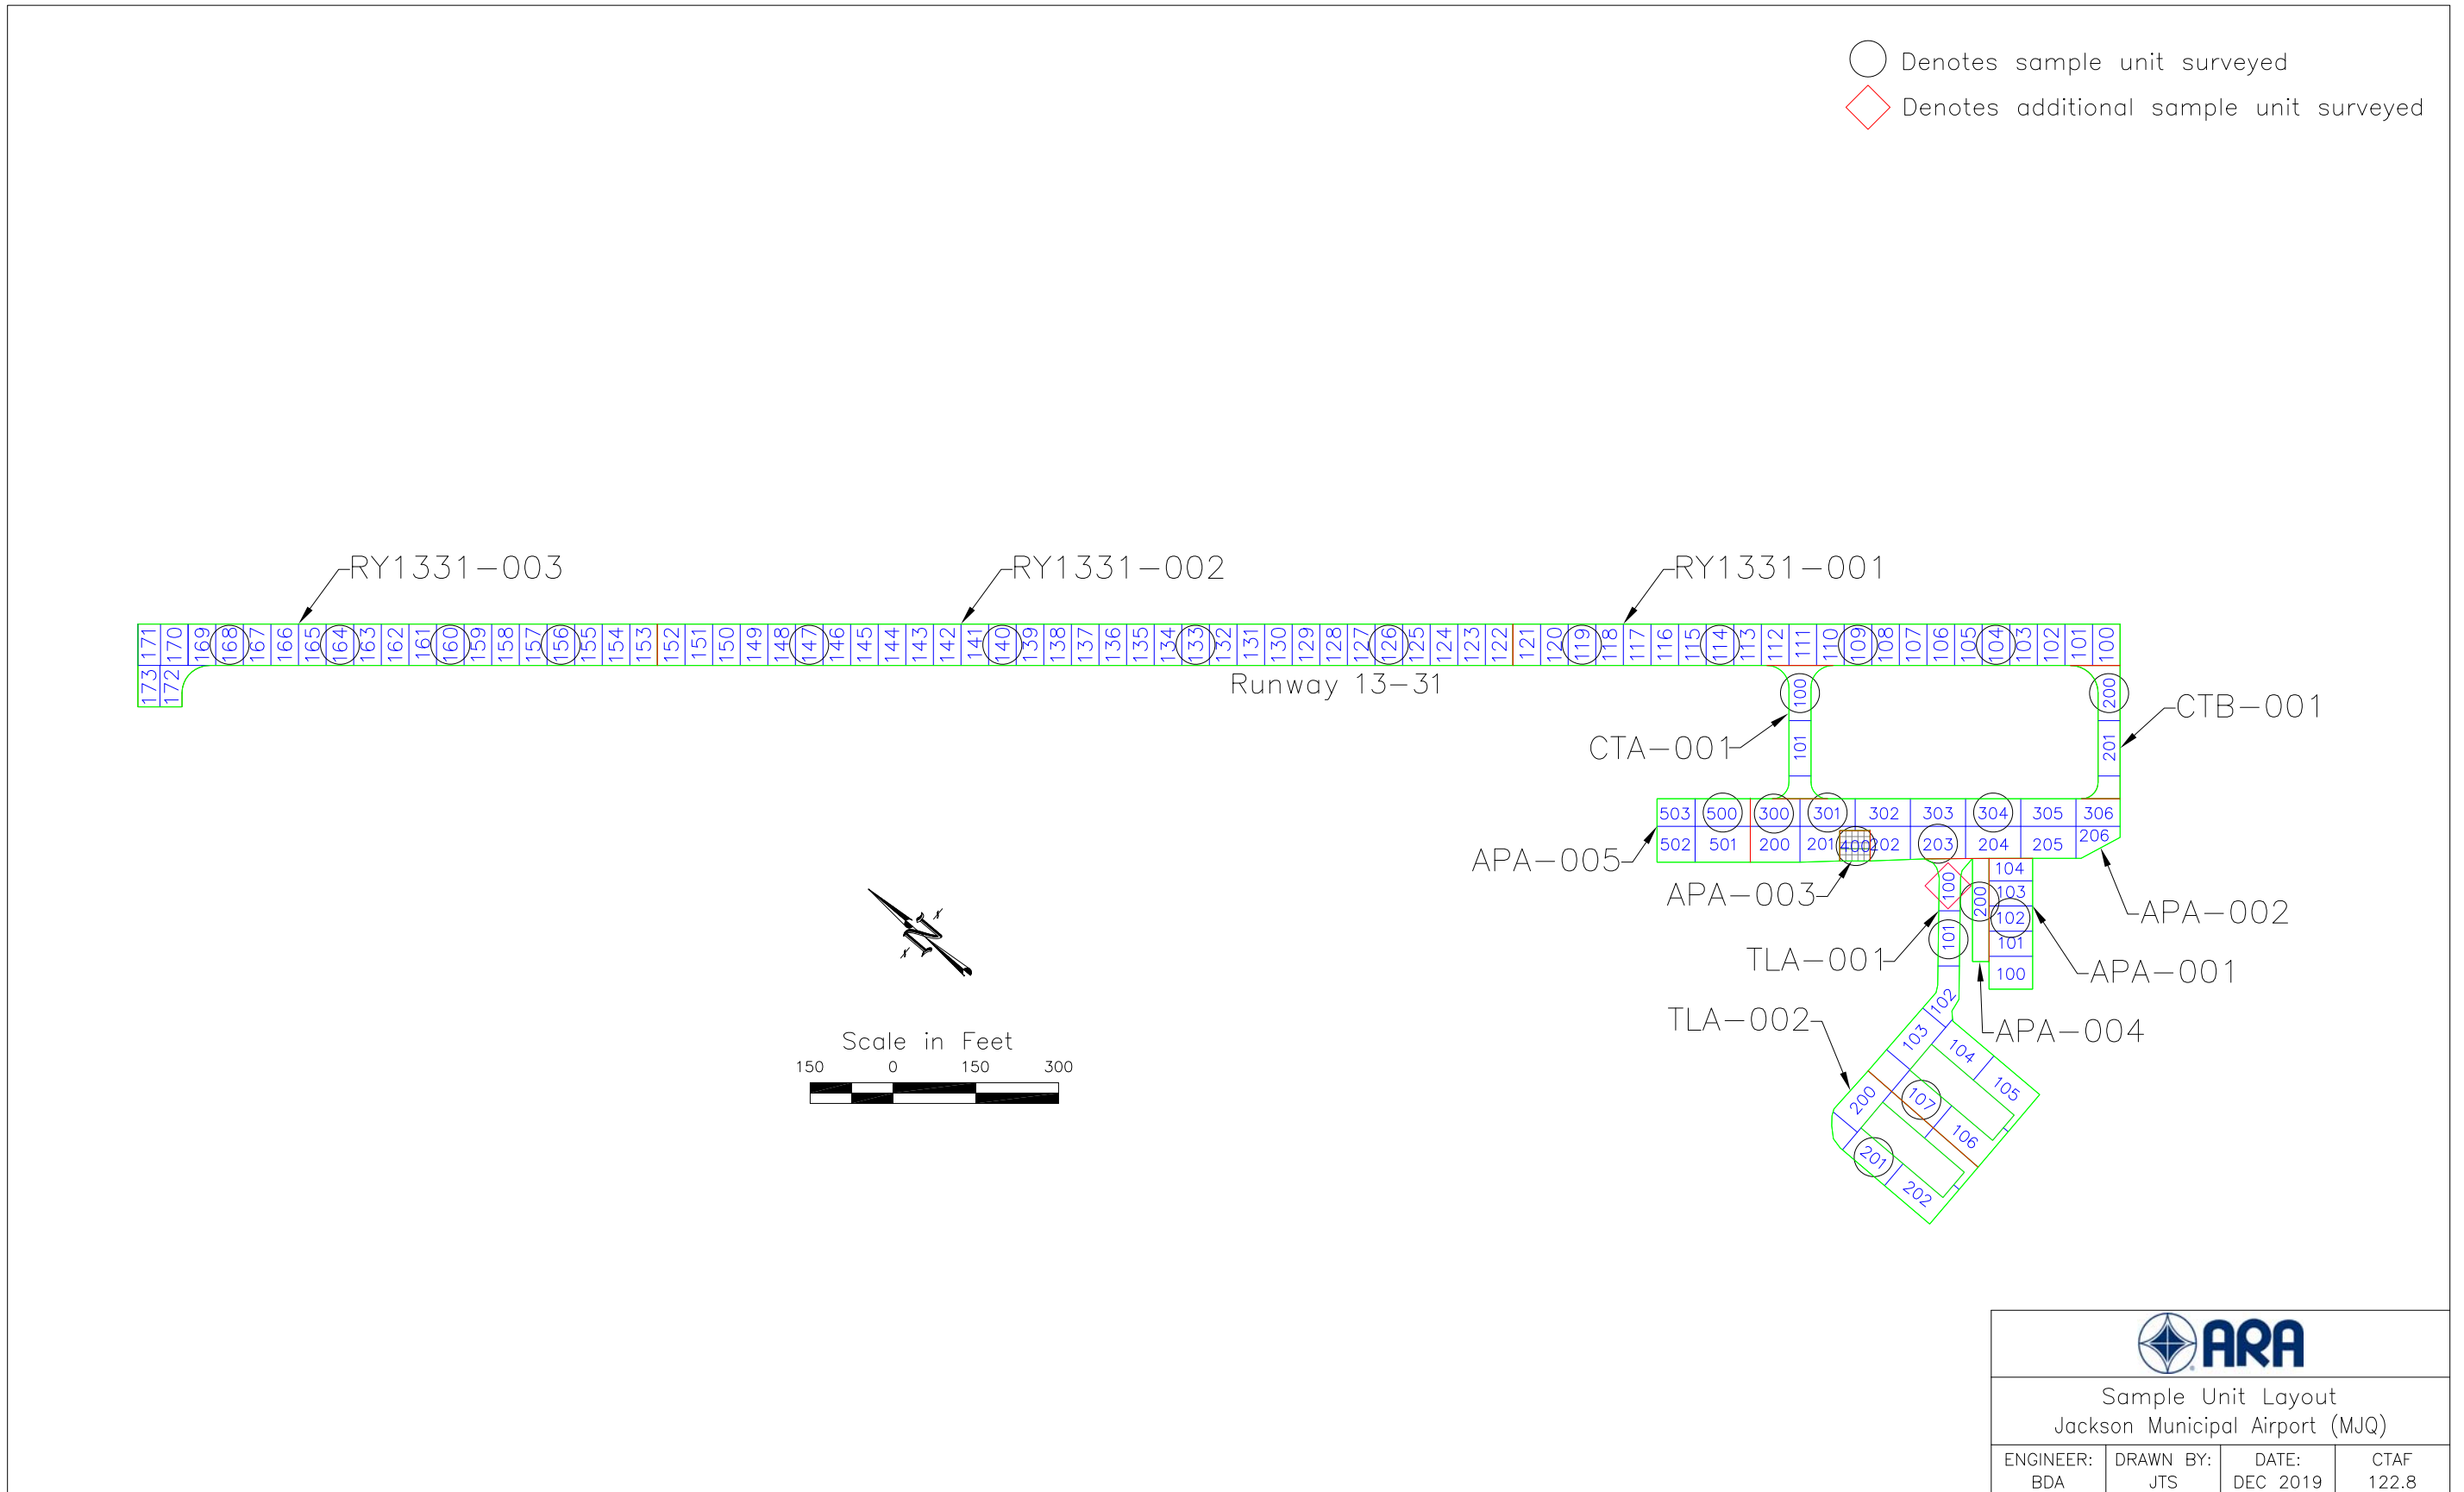 Denotes sample unit surveyed
Denotes additional sample unit surveyed
RY1331-003
RY1331-002
RY1331-001
171 170 169 168 167 166 165 164 163 162 161 160 159 158 157 156 155 154 153 152 151 150 149 148 147 146 145 144 143 142 141 140 139 138 137 136 135 134 133 132 131 130 129 128 127 126 125 124 123 122 121 120 119 118 117 116 115 114 113 112 111 110 109 108 107 106 105 104 103 102 101 100
173 172
Runway 13-31
100
200
CTB-001
CTA-001
101
201
503 500 300 301 302 303 304 305 306
502 501 200 201 400 202 203 204 205 206
APA-005
APA-003
100
200
104
103
102
101
100
APA-002
TLA-001
101
APA-001
TLA-002
102
APA-004
103
104
105
200
107
106
201
202
N
Scale in Feet
150 0 150 300
ARA
®
Sample Unit Layout
Jackson Municipal Airport (MJQ)
ENGINEER: DRAWN BY: DATE: CTAF
BDA JTS DEC 2019 122.8